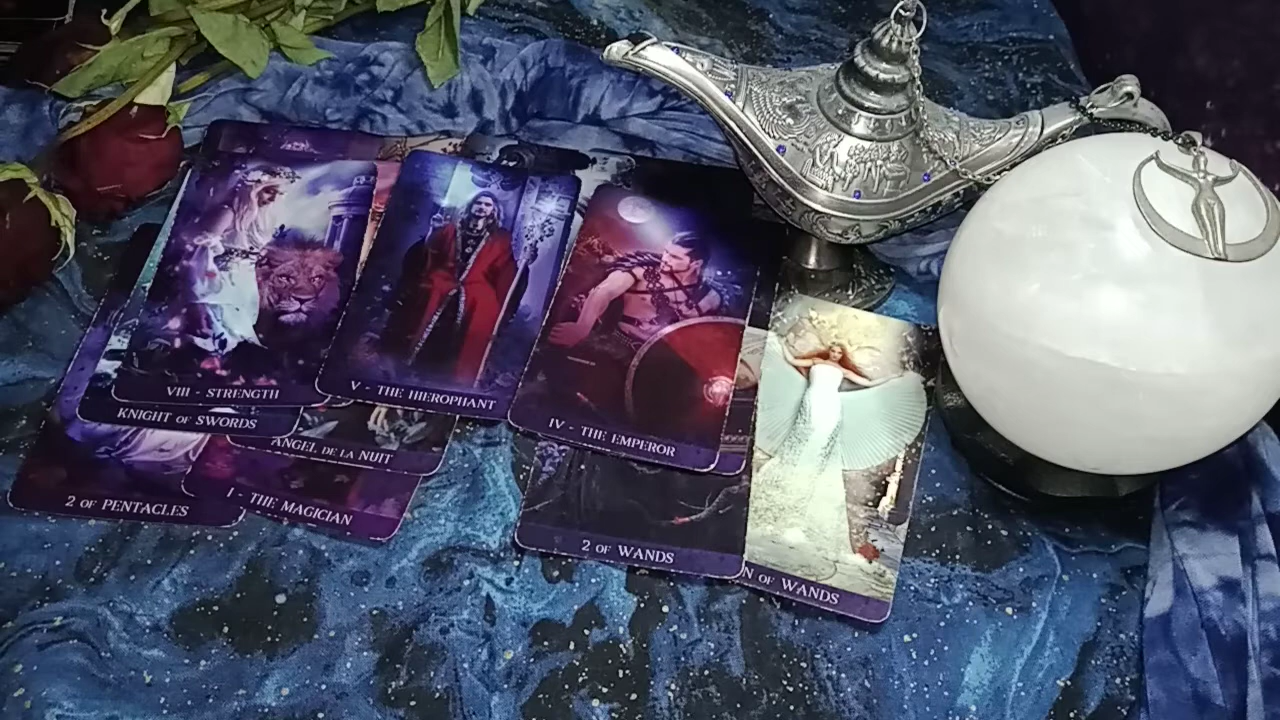 VIII - STRENGTH
V - THE HIEROPHANT
IV - THE EMPEROR
KNIGHT OF SWORDS
ANGEL DE LA NUIT
2 OF PENTACLES
I - THE MAGICIAN
2 OF WANDS
N OF WANDS